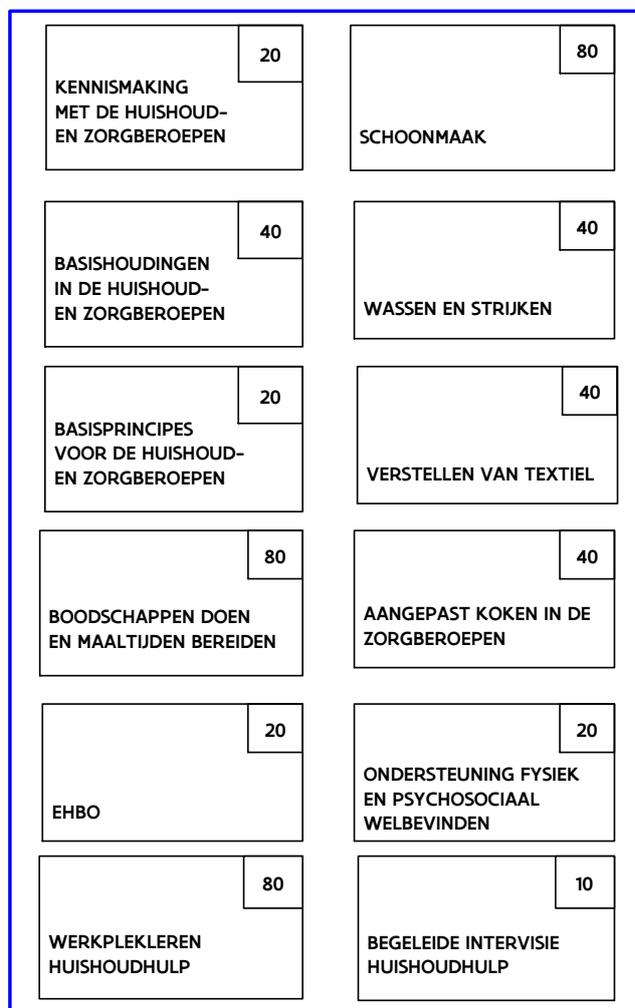 20
KENNISMAKING
MET DE HUISHOUD-
EN ZORGBEROEPEN
80
SCHOONMAAK
40
BASISHOUDINGEN
IN DE HUISHOUD-
EN ZORGBEROEPEN
40
WASSEN EN STRIJKEN
20
BASISPRINCIPES
VOOR DE HUISHOUD-
EN ZORGBEROEPEN
40
VERSTELLEN VAN TEXTIEL
80
BOODSCHAPPEN DOEN
EN MAALTIJDEN BEREIDEN
40
AANGEPAST KOKEN IN DE
ZORGBEROEPEN
20
EHBO
20
ONDERSTEUNING FYSIEK
EN PSYCHOSOCIAAL
WELBEVINDEN
80
WERKPLEKLEREN
HUISHOUDHULP
10
BEGELEIDE INTERVISIE
HUISHOUDHULP